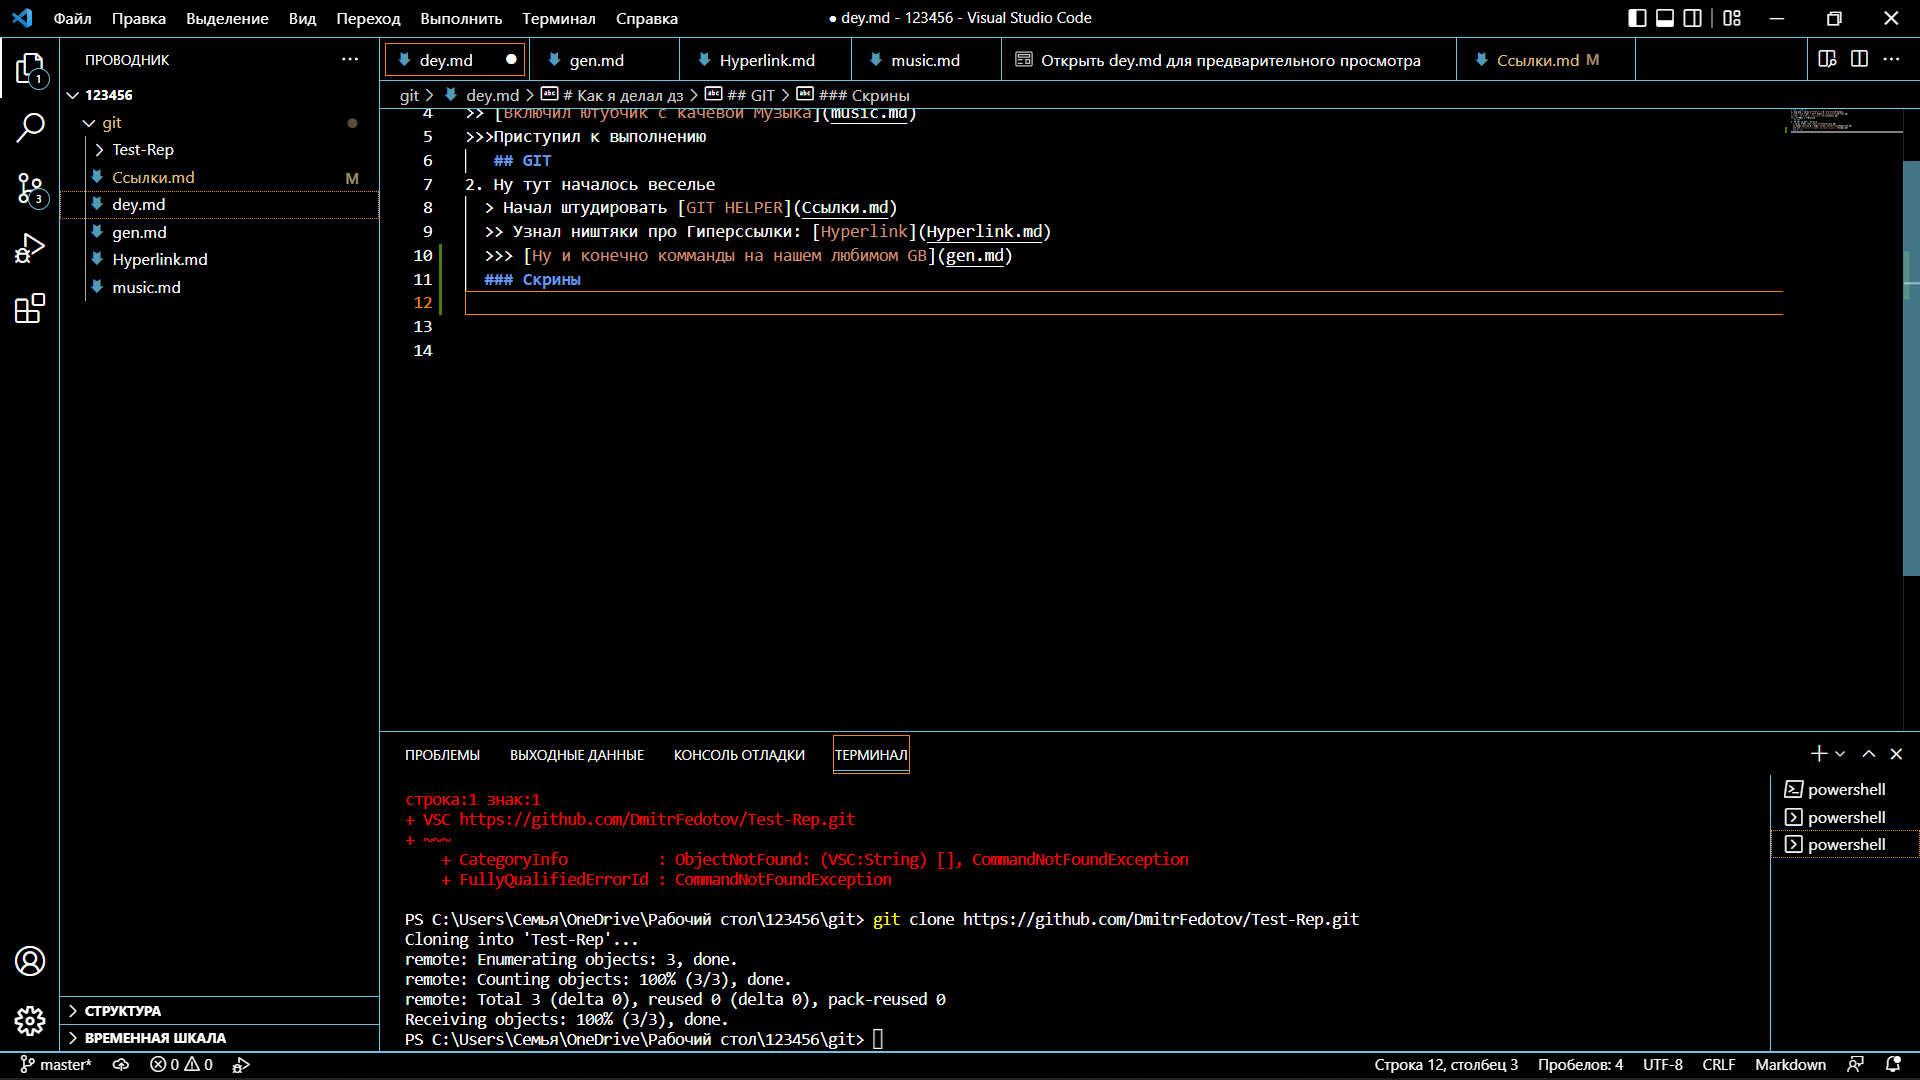 Файл Правка Выделение Вид Переход Выполнить Терминал Справка
● dey.md - 123456 - Visual Studio Code
ПРОВОДНИК
dey.md
gen.md
Hyperlink.md
music.md
Открыть dey.md для предварительного просмотра
Ссылки.md M
1
3
123456
git
Test-Rep
Ссылки.md M
dey.md
gen.md
Hyperlink.md
music.md
git > dey.md > # Как я делал дз > ## GIT > ### Скрины
4 >> [Включил ютубчик с качевой музыка](music.md)
5 >>>Приступил к выполнению
6 ## GIT
7 2. Ну тут началось веселье
8 > Начал штудировать [GIT HELPER](Ссылки.md)
9 >> Узнал ништяки про Гиперссылки: [Hyperlink](Hyperlink.md)
10 >>> [Ну и конечно комманды на нашем любимом GB](gen.md)
11 ### Скрины
12
13
14
ПРОБЛЕМЫ ВЫХОДНЫЕ ДАННЫЕ КОНСОЛЬ ОТЛАДКИ ТЕРМИНАЛ
строка:1 знак:1
+ VSC https://github.com/DmitrFedotov/Test-Rep.git
+ ~~~
+ CategoryInfo : ObjectNotFound: (VSC:String) [], CommandNotFoundException
+ FullyQualifiedErrorId : CommandNotFoundException
PS C:\Users\Семья\OneDrive\Рабочий стол\123456\git> git clone https://github.com/DmitrFedotov/Test-Rep.git
Cloning into 'Test-Rep'...
remote: Enumerating objects: 3, done.
remote: Counting objects: 100% (3/3), done.
remote: Total 3 (delta 0), reused 0 (delta 0), pack-reused 0
Receiving objects: 100% (3/3), done.
PS C:\Users\Семья\OneDrive\Рабочий стол\123456\git>
powershell
powershell
powershell
СТРУКТУРА
ВРЕМЕННАЯ ШКАЛА
master* 0 0
Строка 12, столбец 3 Пробелов: 4 UTF-8 CRLF Markdown